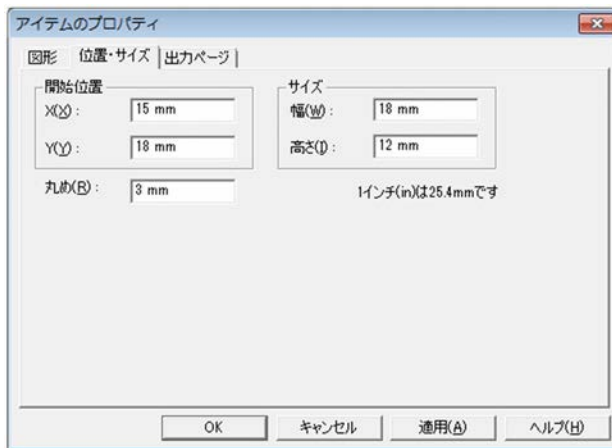 アイテムのプロパティ
図形 位置・サイズ 出力ページ
開始位置
X(X): 15 mm
Y(Y): 18 mm
サイズ
幅(W): 18 mm
高さ(I): 12 mm
丸め(R): 3 mm
1インチ(in)は25.4mmです
OK キャンセル 適用(A) ヘルプ(H)